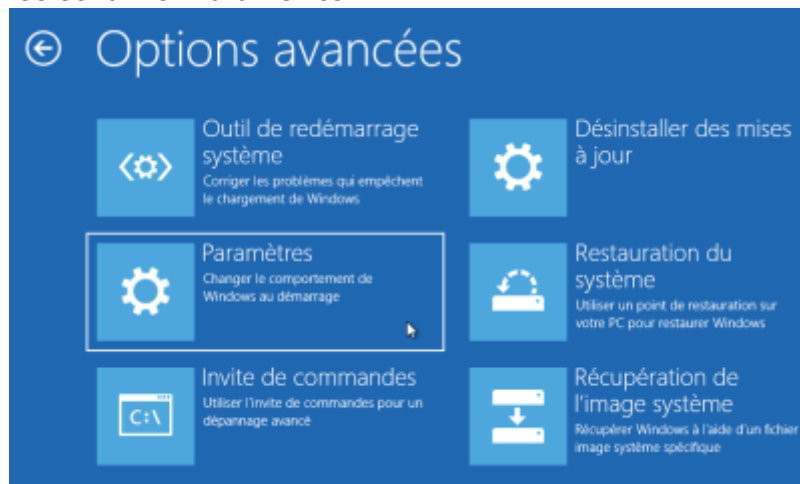 Options avancées
Outil de redémarrage
système
Corriger les problèmes qui empêchent
le chargement de Windows
Désinstaller des mises
à jour
Paramètres
Changer le comportement de
Windows au démarrage
Restauration du
système
Utiliser un point de restauration sur
votre PC pour restaurer Windows
Invite de commandes
Utiliser l'invite de commandes pour un
dépannage avancé
C:\
Récupération de
l'image système
Récupérer Windows à l'aide d'un fichier
image système spécifique